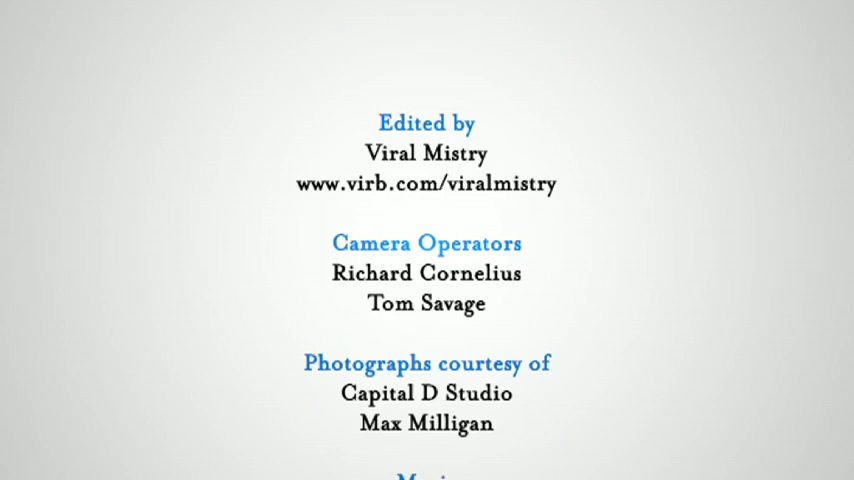 Edited by
Viral Mistry
www.virb.com/viralmistry
Camera Operators
Richard Cornelius
Tom Savage
Photographs courtesy of
Capital D Studio
Max Milligan